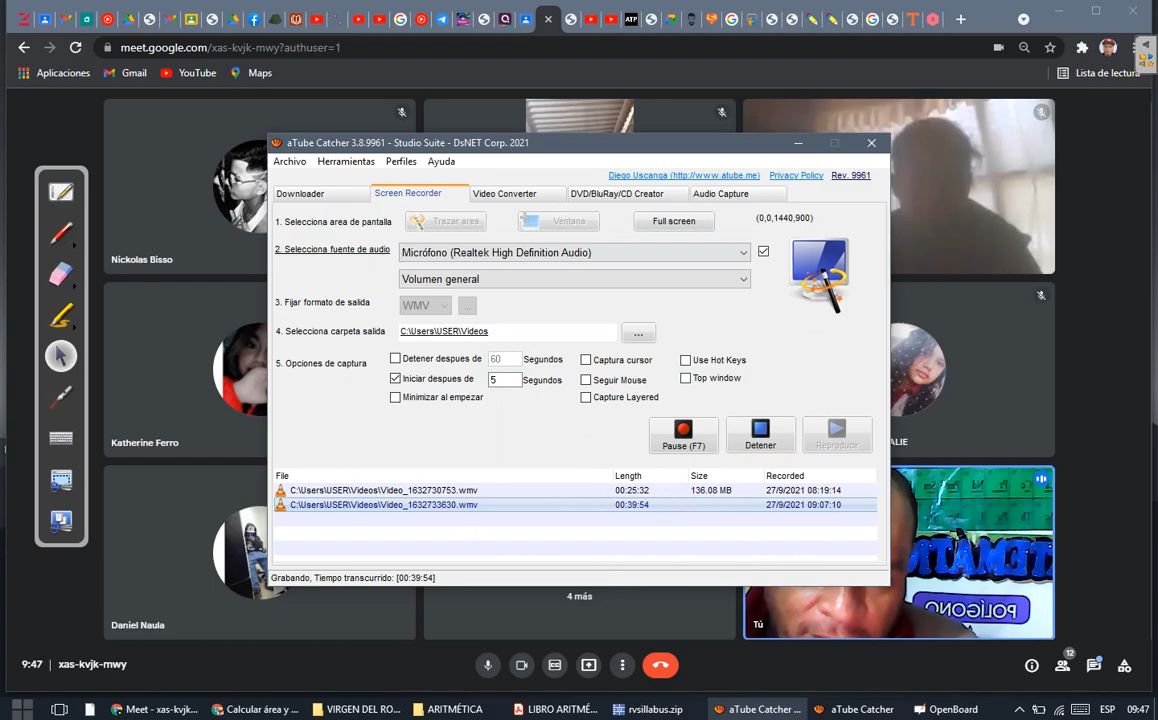 ATP
T
meet.google.com/xas-kvjk-mwy?authuser=1
Aplicaciones
Gmail
YouTube
Maps
Lista de lectura
Nickolas Bisso
Katherine Ferro
Daniel Naula
ALIE
4 más
Tú
POLÍGONO
aTube Catcher 3.8.9961 - Studio Suite - DsNET Corp. 2021
Archivo Herramientas Perfiles Ayuda
Diego Uscanga (http://www.atube.me) Privacy Policy Rev. 9961
Downloader Screen Recorder Video Converter DVD/BluRay/CD Creator Audio Capture
1. Selecciona area de pantalla Trazar area Ventana Full screen (0,0,1440,900)
2. Selecciona fuente de audio Micrófono (Realtek High Definition Audio)
Volumen general
3. Fijar formato de salida WMV ...
4. Selecciona carpeta salida C:\Users\USER\Videos ...
5. Opciones de captura
Detener despues de 60 Segundos Captura cursor Use Hot Keys
Iniciar despues de 5 Segundos Seguir Mouse Top window
Minimizar al empezar Capture Layered
Pause (F7) Detener Reproducir
File Length Size Recorded
C:\Users\USER\Videos\Video_1632730753.wmv 00:25:32 136.08 MB 27/9/2021 08:19:14
C:\Users\USER\Videos\Video_1632733630.wmv 00:39:54 27/9/2021 09:07:10
Grabando, Tiempo transcurrido: [00:39:54]
9:47 xas-kvjk-mwy
12
Meet - xas-kvjk... Calcular área y ... VIRGEN DEL RO... ARITMÉTICA LIBRO ARITMÉ... rvsillabus.zip aTube Catcher ... aTube Catcher OpenBoard ESP 09:47